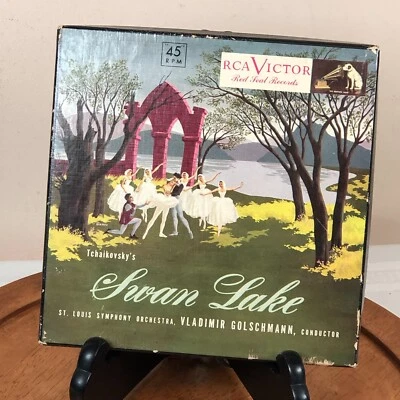 45
RPM
RCA VICTOR
Red Seal Records
Tchaikovsky's
Swan Lake
ST. LOUIS SYMPHONY ORCHESTRA, VLADIMIR GOLSCHMANN, CONDUCTOR